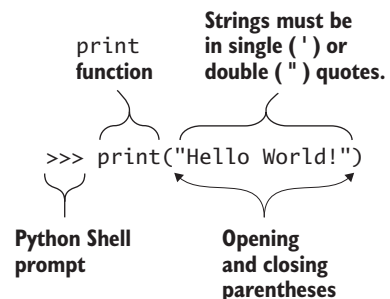 Strings must be
in single (') or
double (") quotes.
print
function
>>> print("Hello World!")
Python Shell
prompt
Opening
and closing
parentheses